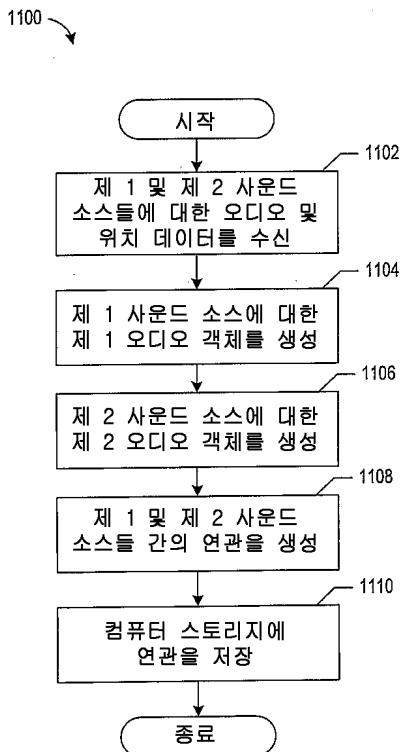 1100
시작
1102
제 1 및 제 2 사운드
소스들에 대한 오디오 및
위치 데이터를 수신
1104
제 1 사운드 소스에 대한
제 1 오디오 객체를 생성
1106
제 2 사운드 소스에 대한
제 2 오디오 객체를 생성
1108
제 1 및 제 2 사운드
소스들 간의 연관을 생성
1110
컴퓨터 스토리지에
연관을 저장
종료